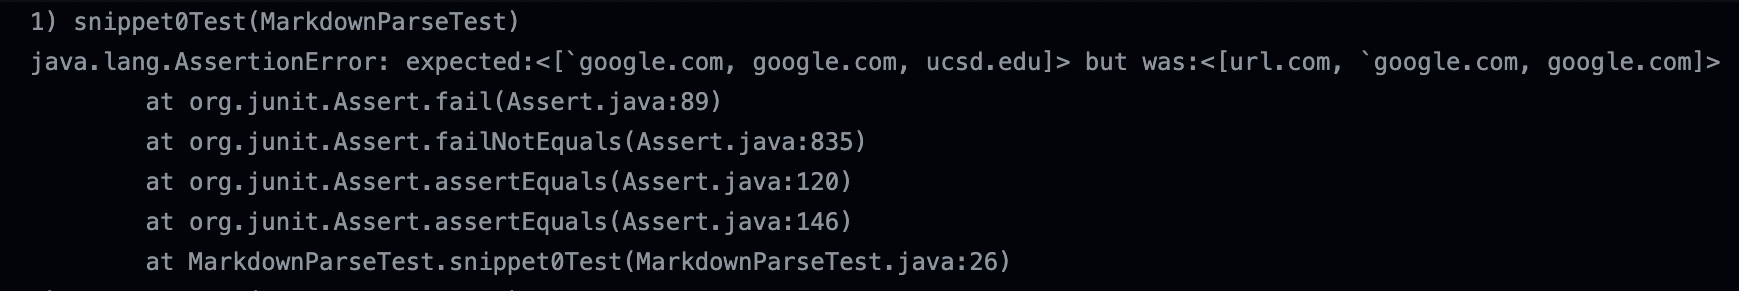 1) snippet0Test(MarkdownParseTest)
java.lang.AssertionError: expected:<[`google.com, google.com, ucsd.edu]> but was:<[url.com, `google.com, google.com]>
at org.junit.Assert.fail(Assert.java:89)
at org.junit.Assert.failNotEquals(Assert.java:835)
at org.junit.Assert.assertEquals(Assert.java:120)
at org.junit.Assert.assertEquals(Assert.java:146)
at MarkdownParseTest.snippet0Test(MarkdownParseTest.java:26)